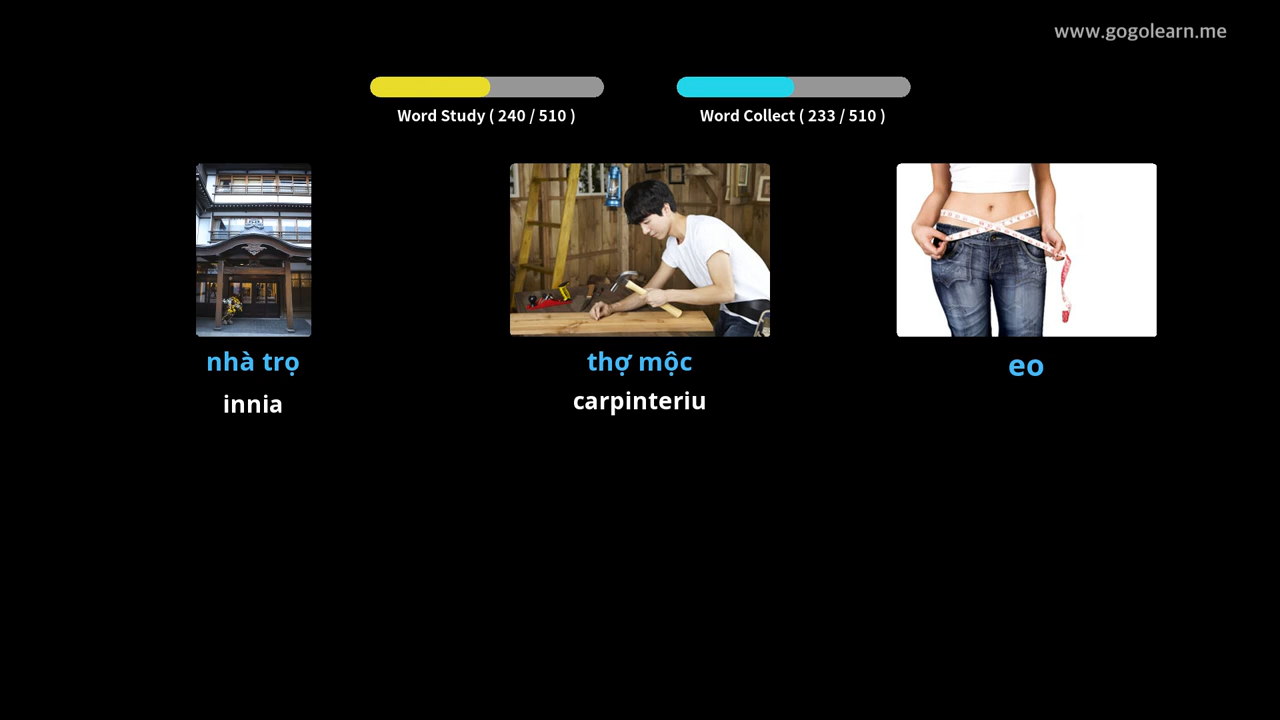 www.gogolearn.me
Word Study ( 240 / 510 )
Word Collect ( 233 / 510 )
nhà trọ
innia
thợ mộc
carpinteriu
eo